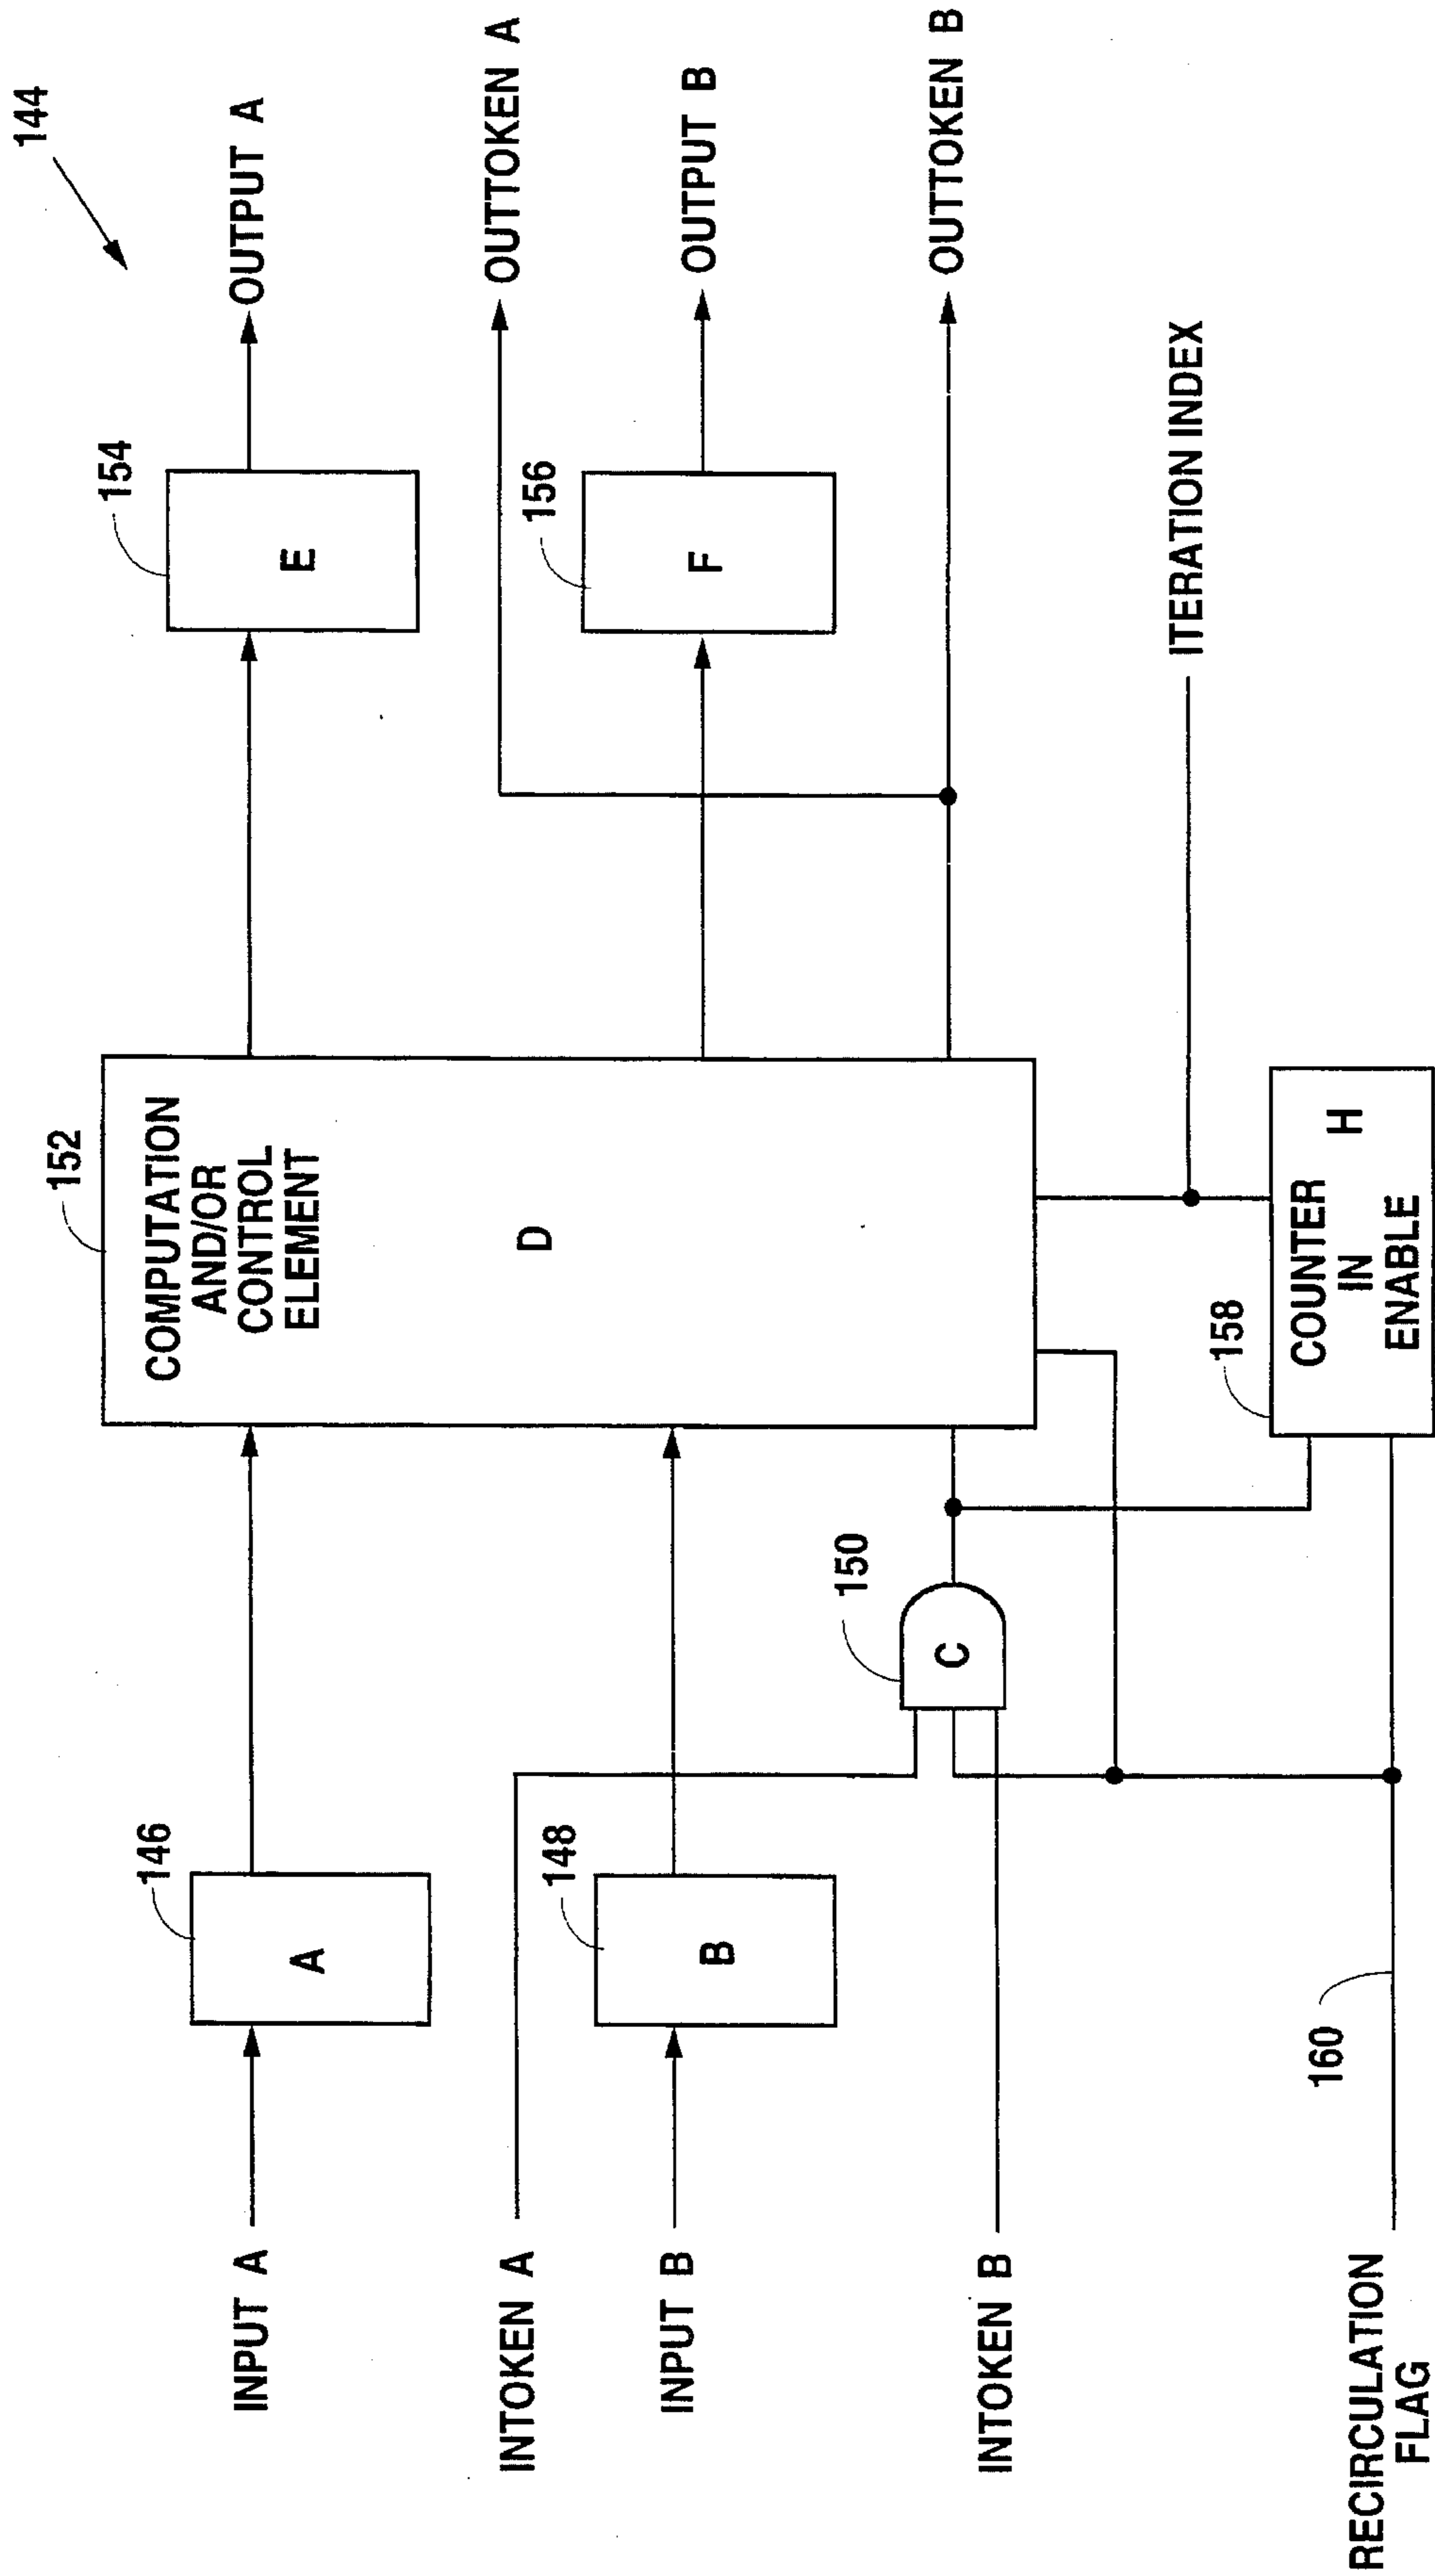 144
INPUT A
146
A
152
COMPUTATION
AND/OR
CONTROL
ELEMENT
D
154
E
OUTPUT A
INTOKEN A
OUTTOKEN A
INPUT B
148
B
156
F
OUTPUT B
INTOKEN B
150
C
OUTTOKEN B
ITERATION INDEX
158
COUNTER
IN
ENABLE
H
160
RECIRCULATION
FLAG